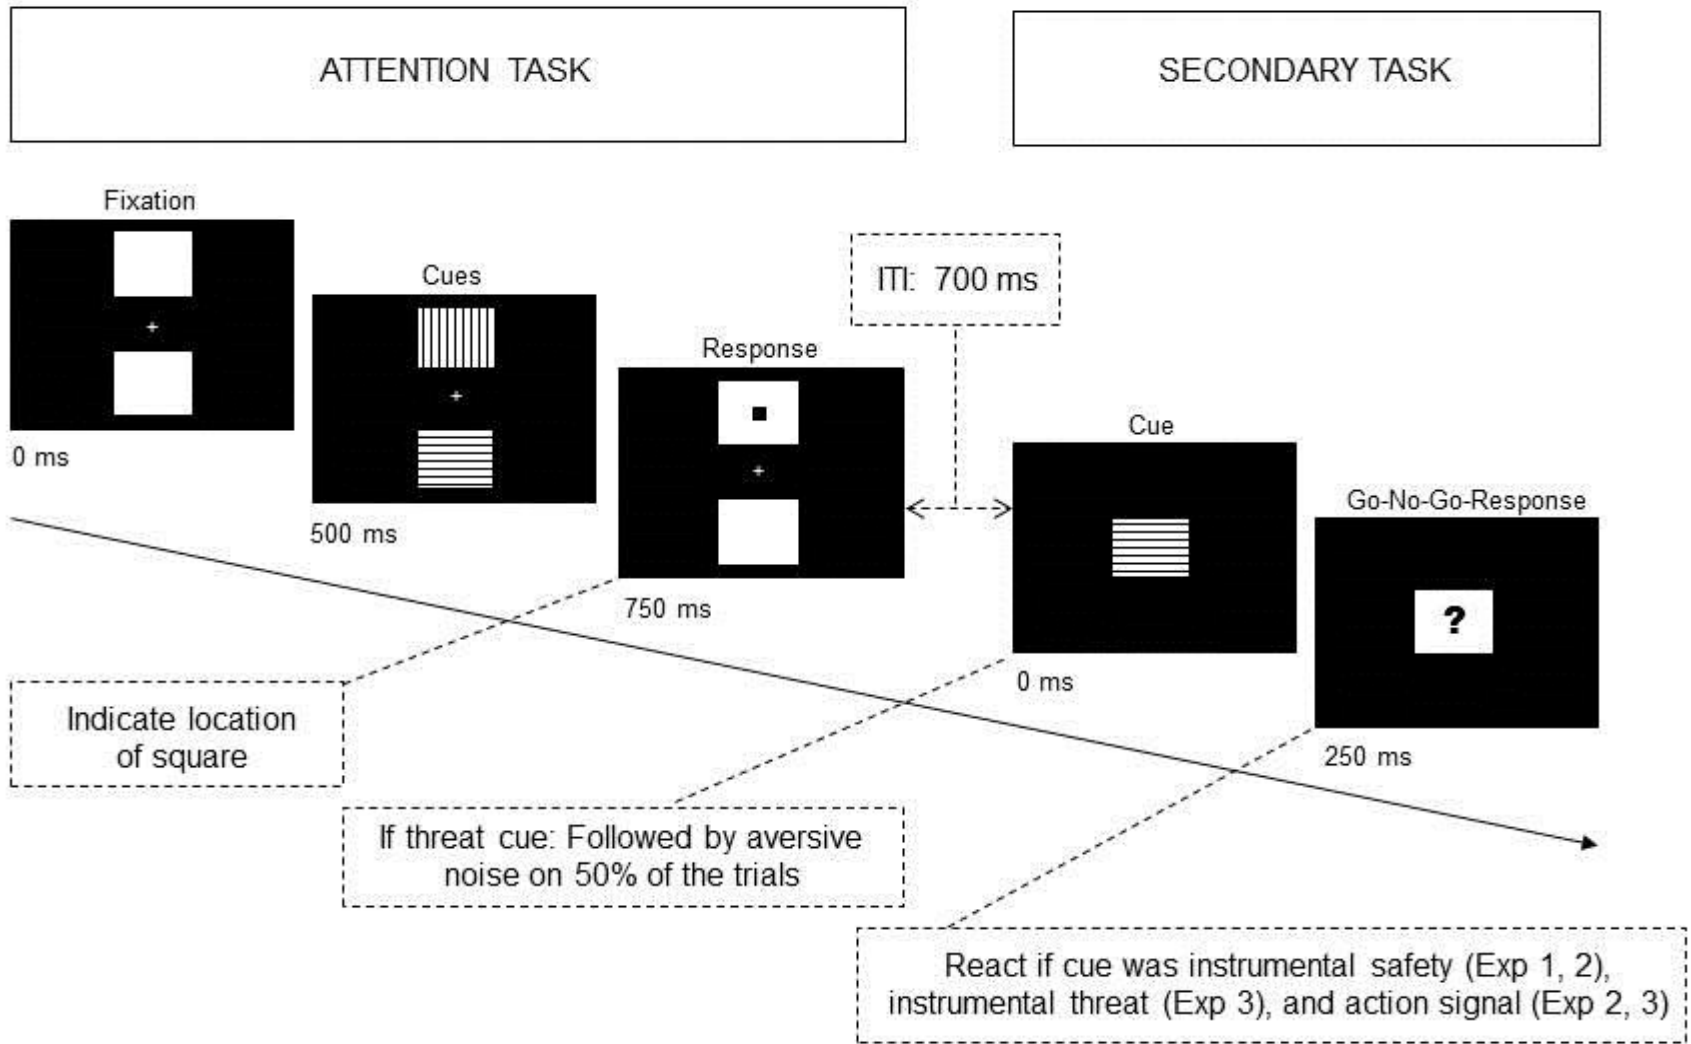 ATTENTION TASK
SECONDARY TASK
Fixation
Cues
Response
ITI: 700 ms
Cue
Go-No-Go-Response
0 ms
500 ms
750 ms
0 ms
?
250 ms
Indicate location
of square
If threat cue: Followed by aversive
noise on 50% of the trials
React if cue was instrumental safety (Exp 1, 2),
instrumental threat (Exp 3), and action signal (Exp 2, 3)